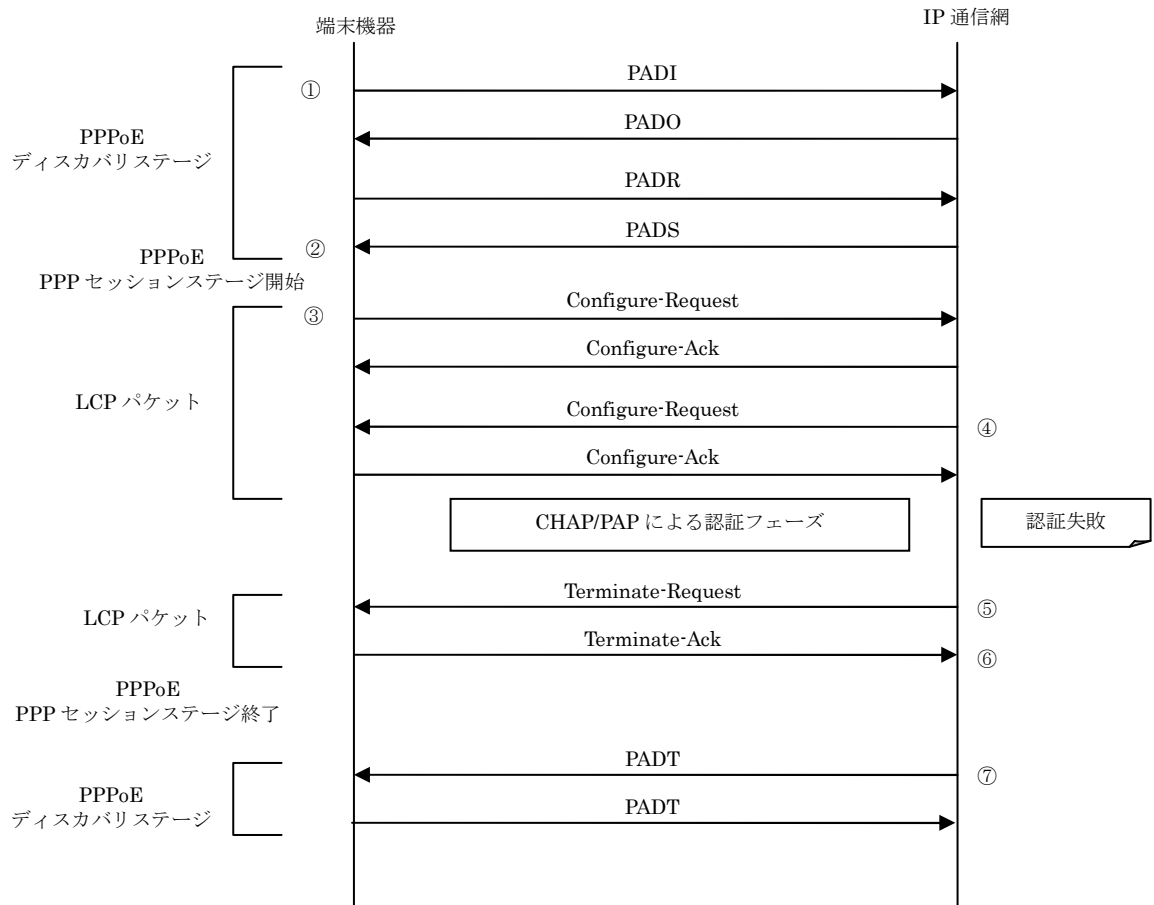 端末機器
IP 通信網
① PADI
PPPoE
ディスカバリステージ
PADO
PADR
② PADS
PPPoE
PPP セッションステージ開始
③ Configure-Request
Configure-Ack
LCP パケット
Configure-Request ④
Configure-Ack
CHAP/PAP による認証フェーズ
認証失敗
Terminate-Request ⑤
LCP パケット
Terminate-Ack ⑥
PPPoE
PPP セッションステージ終了
PADT ⑦
PPPoE
ディスカバリステージ
PADT